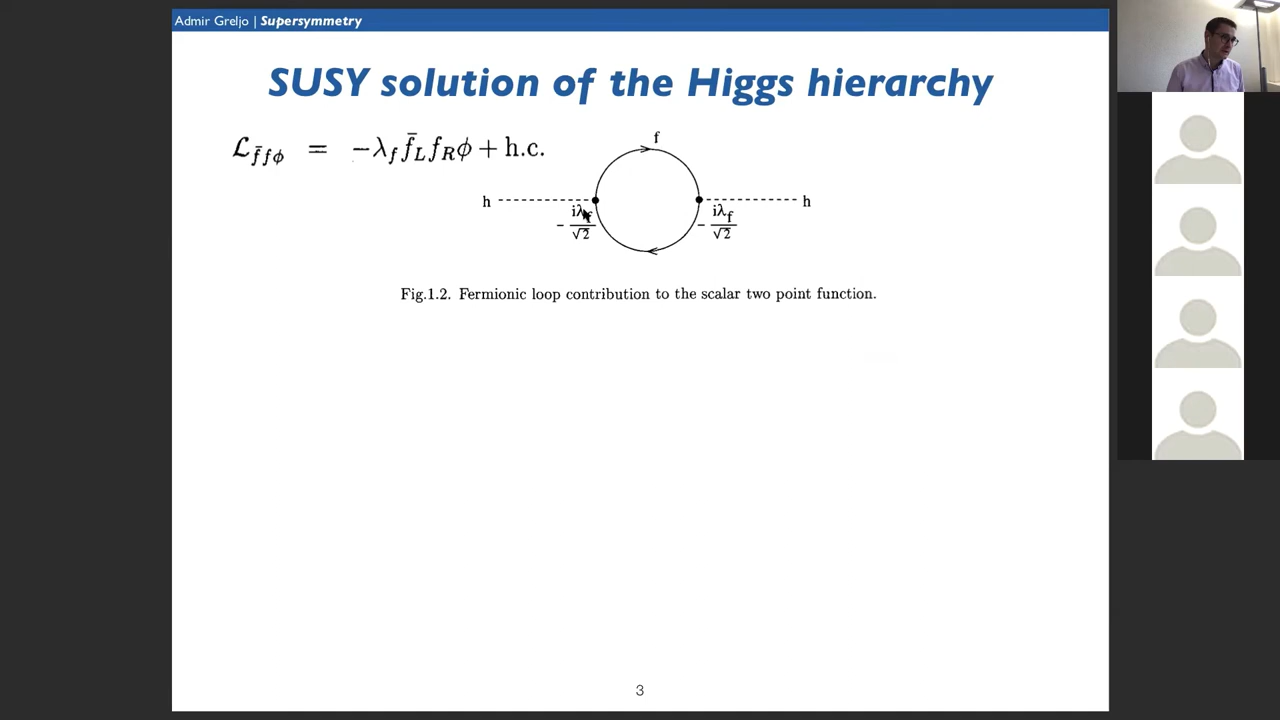 Admir Greljo | Supersymmetry
SUSY solution of the Higgs hierarchy
ℒ_{f̄fϕ} = −λ_f f̄_L f_R ϕ + h.c.
f
h
h
− iλ_f/√2
− iλ_f/√2
Fig.1.2. Fermionic loop contribution to the scalar two point function.
3